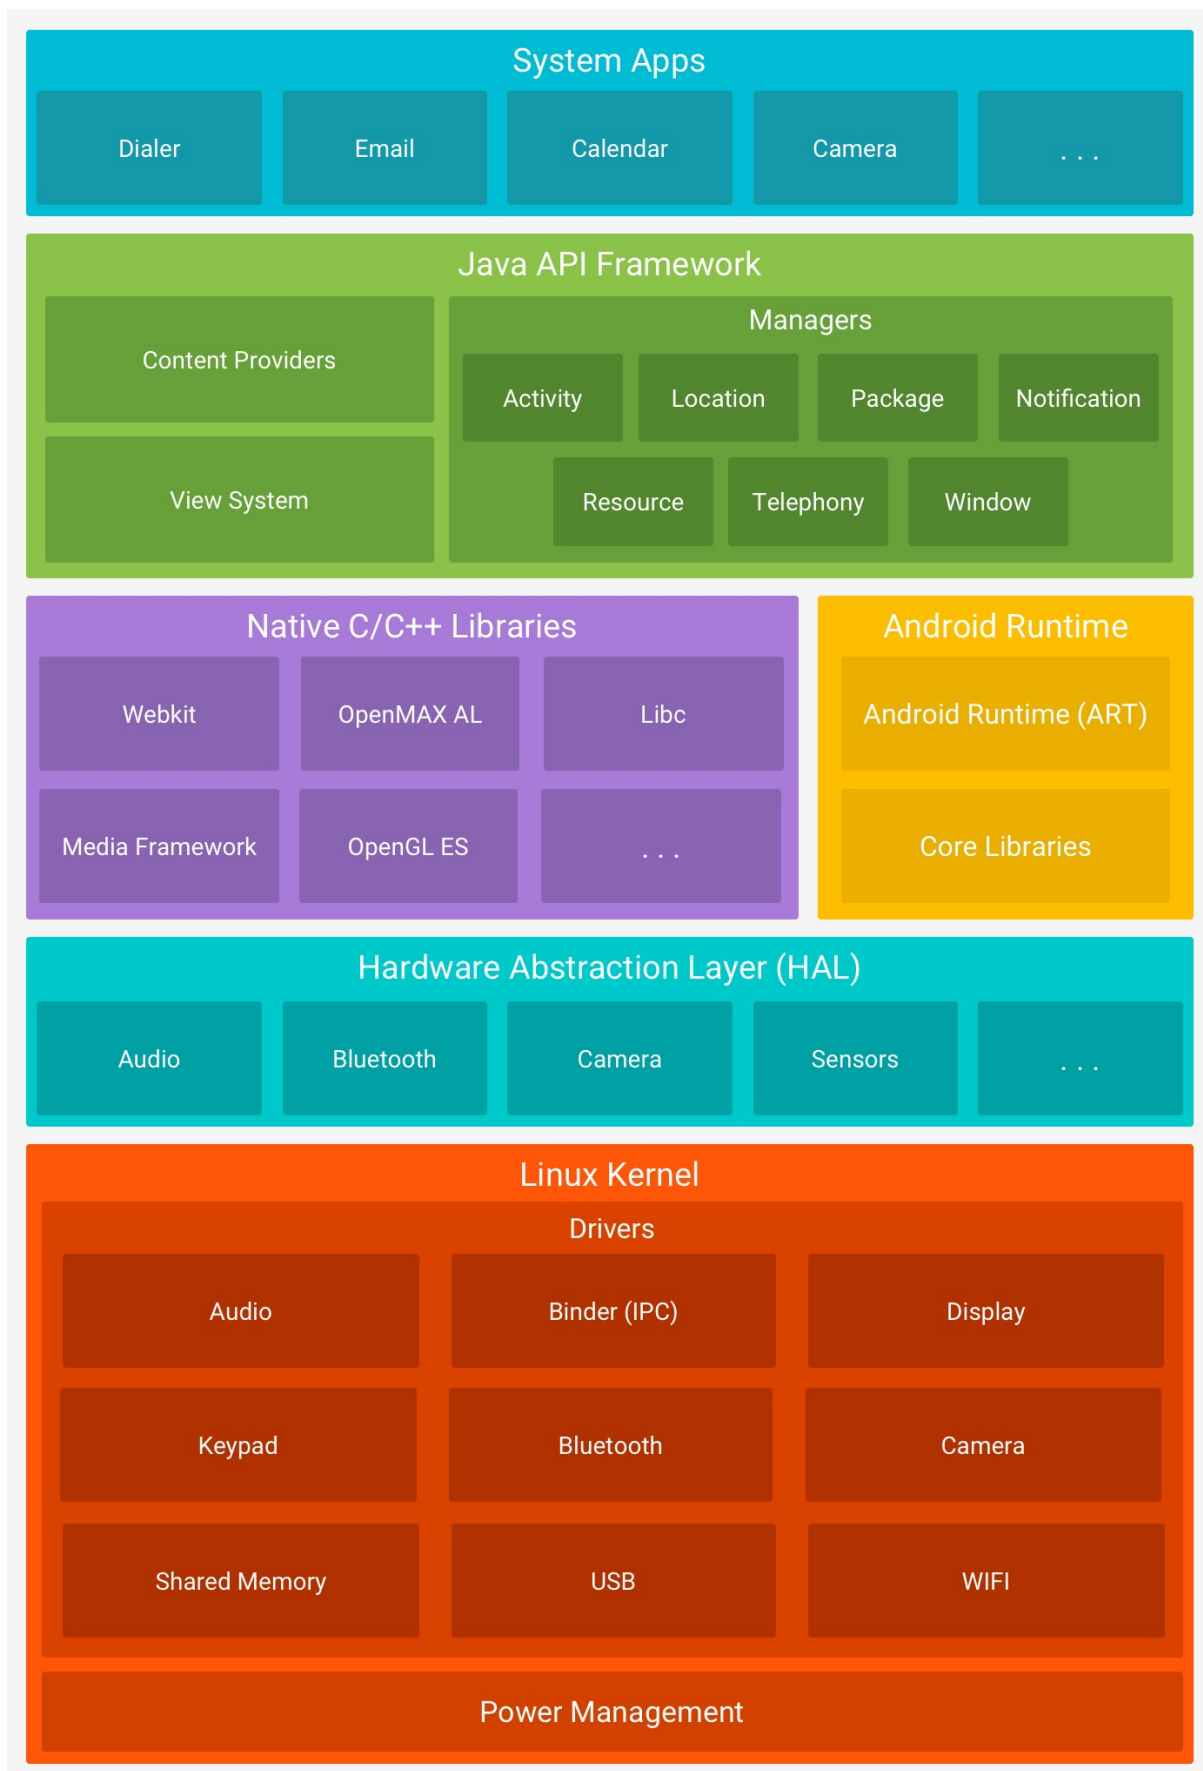 System Apps
Dialer
Email
Calendar
Camera
. . .
Java API Framework
Content Providers
View System
Managers
Activity
Location
Package
Notification
Resource
Telephony
Window
Native C/C++ Libraries
Webkit
OpenMAX AL
Libc
Media Framework
OpenGL ES
. . .
Android Runtime
Android Runtime (ART)
Core Libraries
Hardware Abstraction Layer (HAL)
Audio
Bluetooth
Camera
Sensors
. . .
Linux Kernel
Drivers
Audio
Binder (IPC)
Display
Keypad
Bluetooth
Camera
Shared Memory
USB
WIFI
Power Management